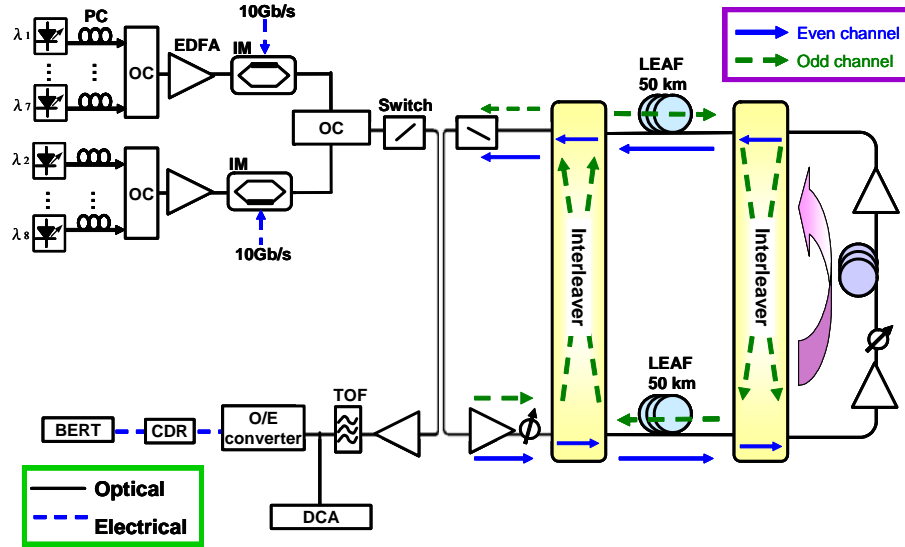 10Gb/s
PC
λ1
EDFA
IM
OC
λ7
Switch
OC
λ2
IM
OC
λ8
10Gb/s
LEAF
50 km
Even channel
Odd channel
Interleaver
Interleaver
LEAF
50 km
TOF
BERT
CDR
O/E
converter
DCA
Optical
Electrical